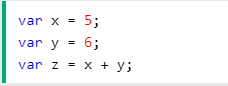 var x = 5;
var y = 6;
var z = x + y;